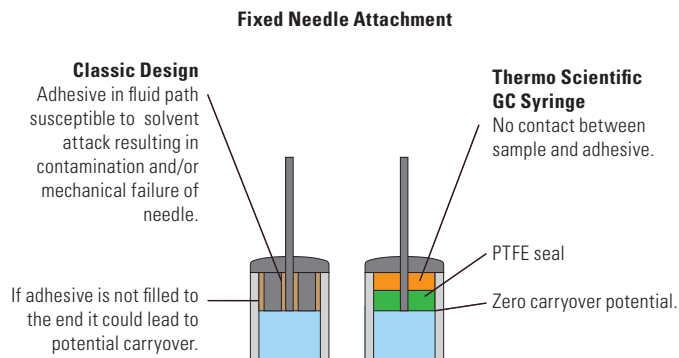 Fixed Needle Attachment
Classic Design
Adhesive in fluid path
susceptible to solvent
attack resulting in
contamination and/or
mechanical failure of
needle.
If adhesive is not filled to
the end it could lead to
potential carryover.
Thermo Scientific
GC Syringe
No contact between
sample and adhesive.
PTFE seal
Zero carryover potential.